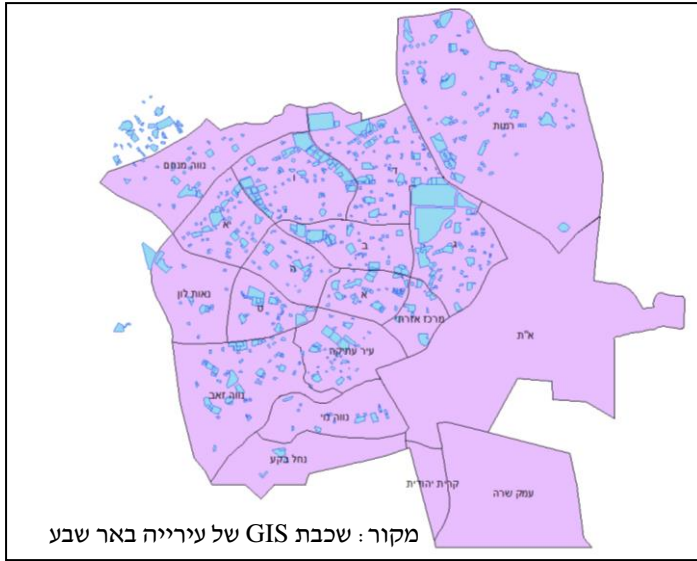 רמות
נווה מנחם
ו
ד
יא
ב
ג
ה
נאות לון
ט
א
מרכז אזרחי
א"ת
עיר עתיקה
נווה זאב
נווה נוי
נחל בקע
קרית יהודית
עמק שרה
מקור: שכבת GIS של עירייה באר שבע